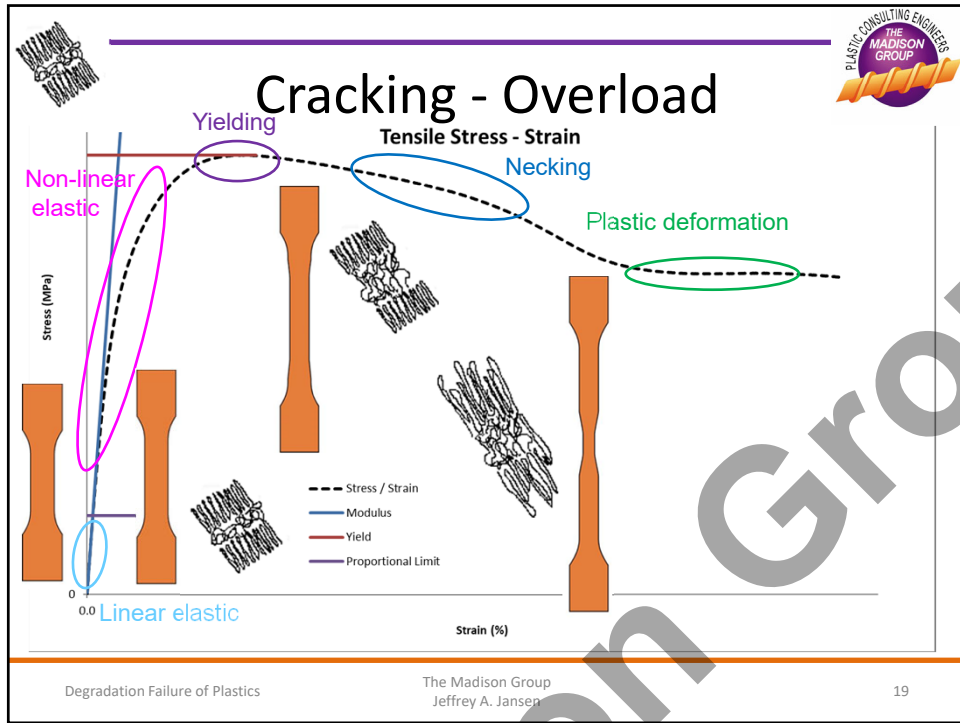 PLASTIC CONSULTING ENGINEERS
THE
MADISON
GROUP
Cracking - Overload
Tensile Stress - Strain
Yielding
Necking
Non-linear
elastic
Plastic deformation
Stress (MPa)
Stress / Strain
Modulus
Yield
Proportional Limit
0
0.0
Linear elastic
Strain (%)
Degradation Failure of Plastics
The Madison Group
Jeffrey A. Jansen
19
on Gro